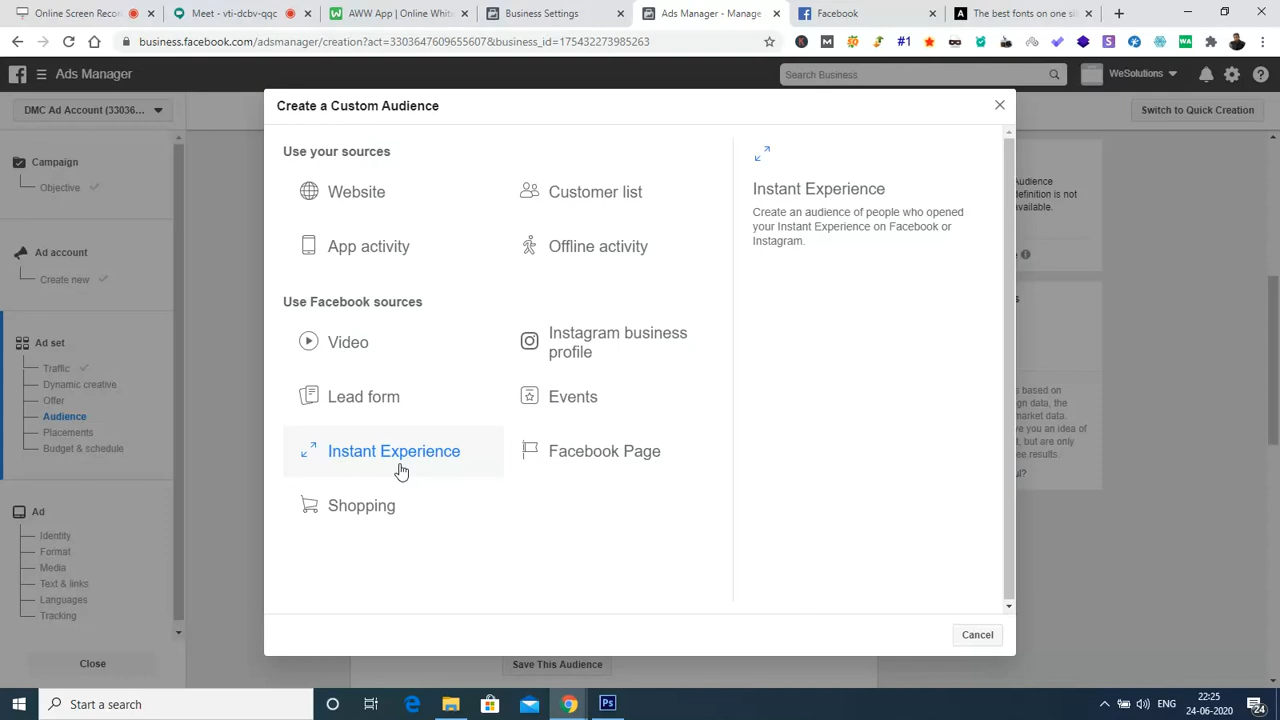 Online Screen Reco
Meet - vti-dcbv-qqc
AWW App | Online Whit
Business Settings
Ads Manager - Manage
Facebook
The best fonts on one si
business.facebook.com/adsmanager/creation?act=3303647609655607&business_id=175432273985263
#1
Ads Manager
Search Business
WeSolutions
DMC Ad Account (33036...
Switch to Quick Creation
Campaign
Objective
Ad account
Create new
Ad set
Traffic
Dynamic creative
Offer
Audience
Placements
Budget & schedule
Ad
Identity
Format
Media
Text & links
Languages
Tracking
Close
Create a Custom Audience
Use your sources
Website
Customer list
App activity
Offline activity
Use Facebook sources
Video
Instagram business
profile
Lead form
Events
Instant Experience
Facebook Page
Shopping
Instant Experience
Create an audience of people who opened
your Instant Experience on Facebook or
Instagram.
Cancel
Audience
definition is not
available.
based on
data, the
market data.
you an idea of
but are only
results.
Save This Audience
Start a search
ENG
22:25
24-06-2020
24